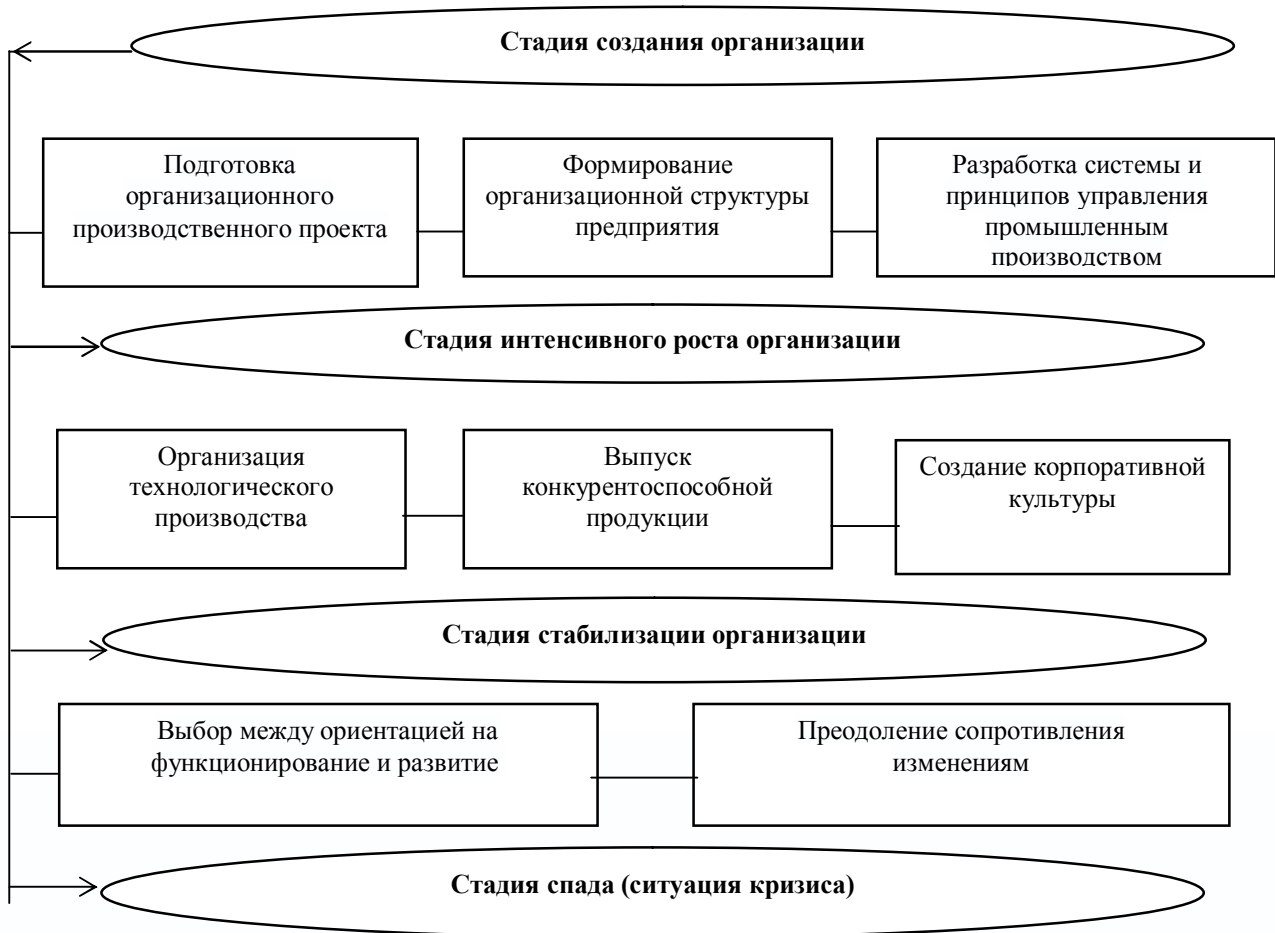 Стадия создания организации
Подготовка
организационного
производственного проекта
Формирование
организационной структуры
предприятия
Разработка системы и
принципов управления
промышленным
производством
Стадия интенсивного роста организации
Организация
технологического
производства
Выпуск
конкурентоспособной
продукции
Создание корпоративной
культуры
Стадия стабилизации организации
Выбор между ориентацией на
функционирование и развитие
Преодоление сопротивления
изменениям
Стадия спада (ситуация кризиса)